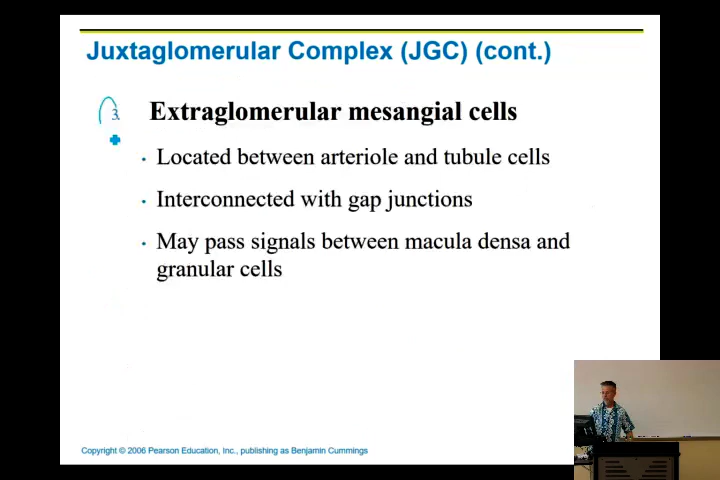 Juxtaglomerular Complex (JGC) (cont.)
3. Extraglomerular mesangial cells
• Located between arteriole and tubule cells
• Interconnected with gap junctions
• May pass signals between macula densa and
granular cells
Copyright © 2006 Pearson Education, Inc., publishing as Benjamin Cummings